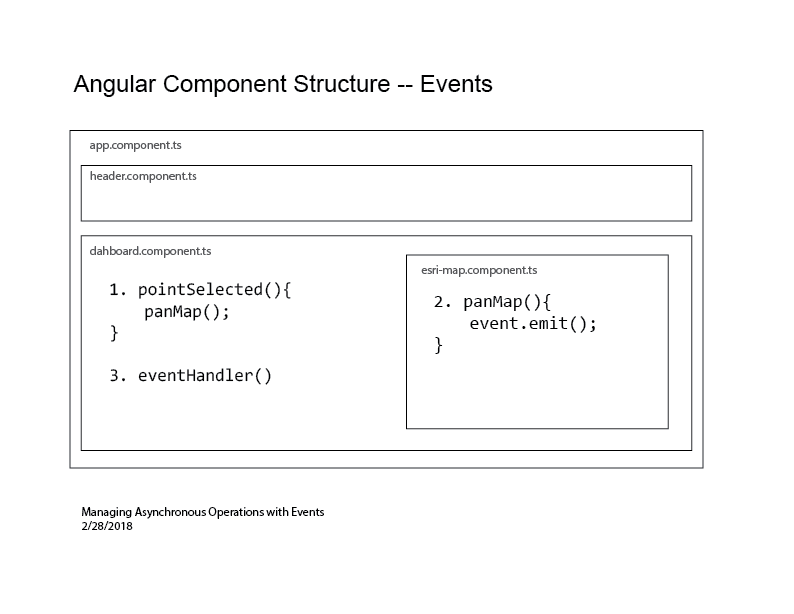 Angular Component Structure -- Events
app.component.ts
header.component.ts
dahboard.component.ts
1. pointSelected(){
panMap();
}
3. eventHandler()
esri-map.component.ts
2. panMap(){
event.emit();
}
Managing Asynchronous Operations with Events
2/28/2018